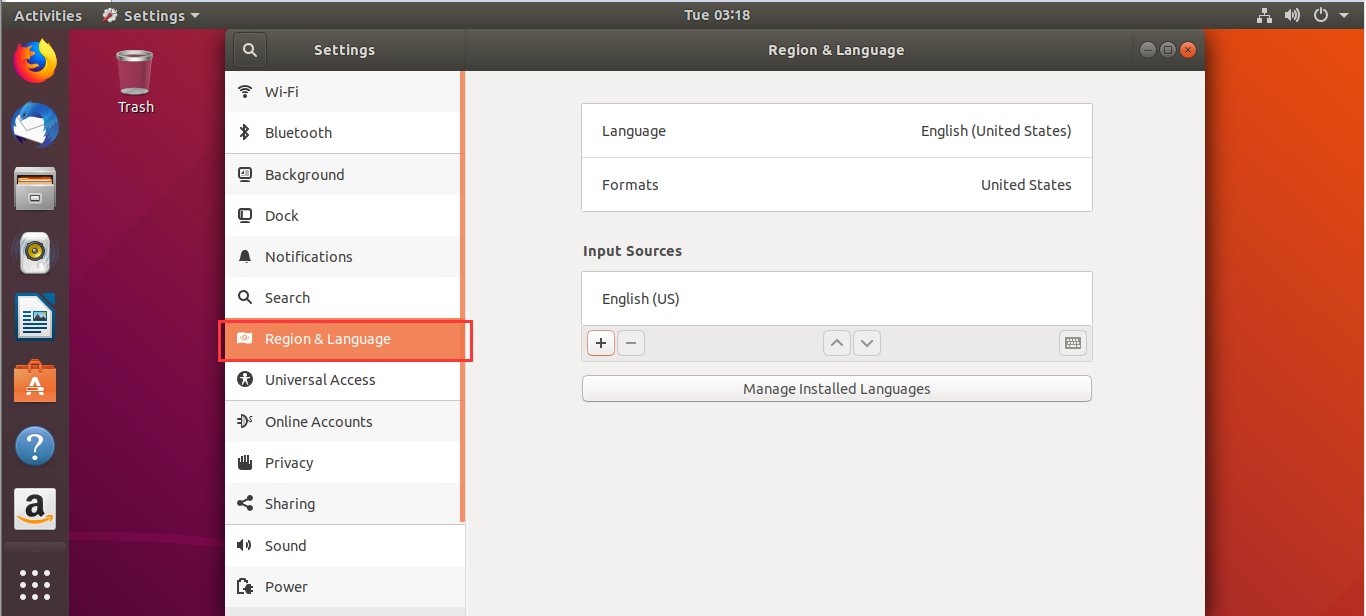 Activities Settings Tue 03:18
Trash
Settings
Region & Language
Wi-Fi
Bluetooth
Background
Dock
Notifications
Search
Region & Language
Universal Access
Online Accounts
Privacy
Sharing
Sound
Power
Language English (United States)
Formats United States
Input Sources
English (US)
Manage Installed Languages